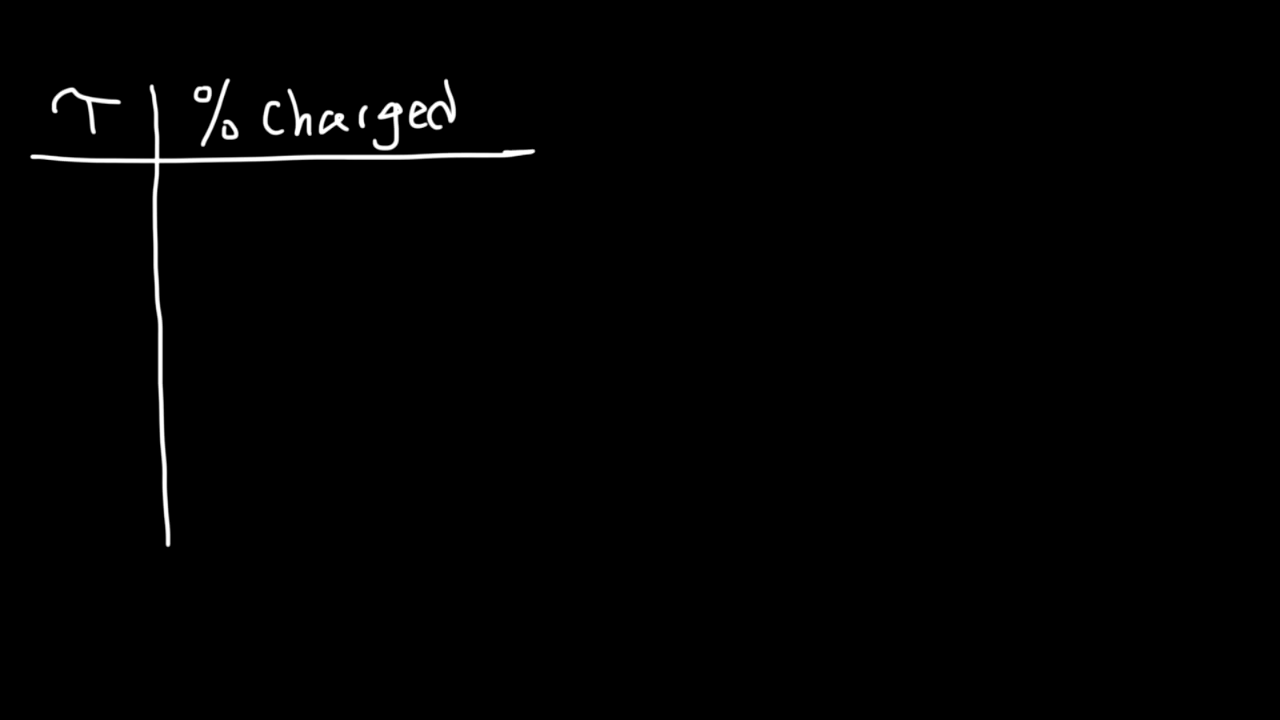 τ % charged